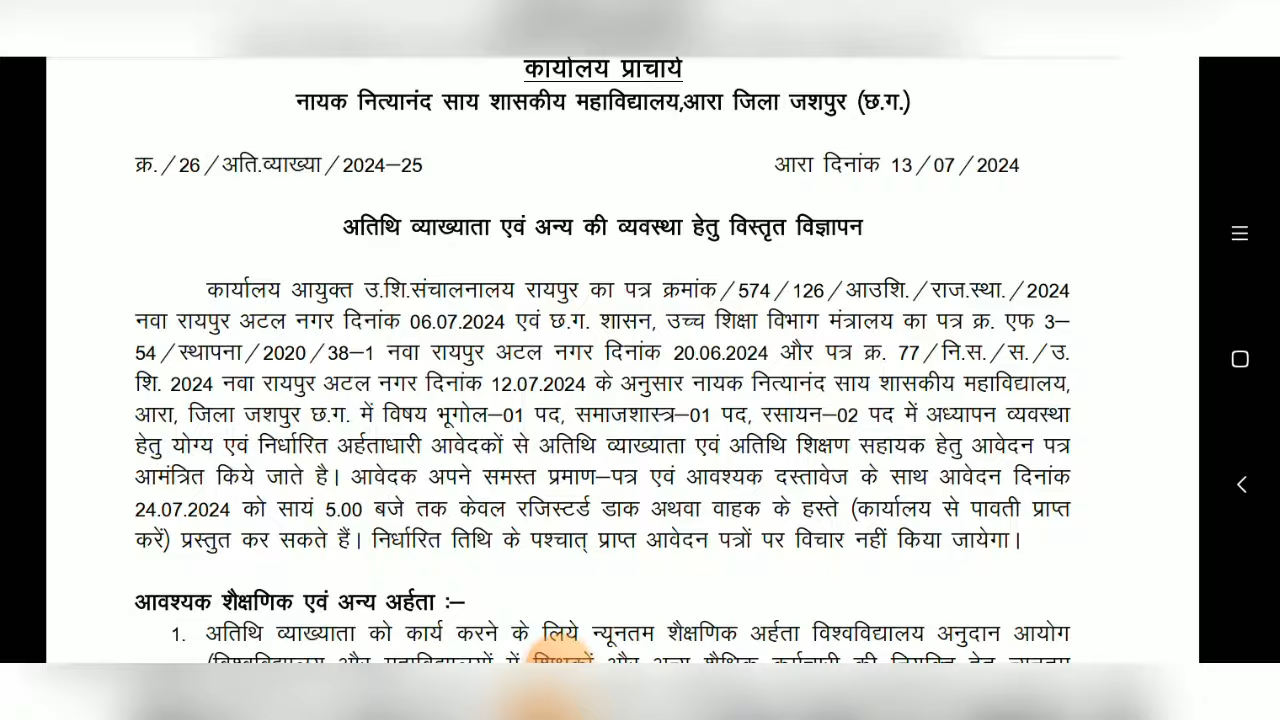 कार्यालय प्राचार्य
नायक नित्यानंद साय शासकीय महाविद्यालय,आरा जिला जशपुर (छ.ग.)
क्र./26/अति.व्याख्या/2024–25 आरा दिनांक 13/07/2024
अतिथि व्याख्याता एवं अन्य की व्यवस्था हेतु विस्तृत विज्ञापन
कार्यालय आयुक्त उ.शि.संचालनालय रायपुर का पत्र क्रमांक/574/126/आउशि./राज.स्था./2024
नवा रायपुर अटल नगर दिनांक 06.07.2024 एवं छ.ग. शासन, उच्च शिक्षा विभाग मंत्रालय का पत्र क्र. एफ 3–
54/स्थापना/2020/38–1 नवा रायपुर अटल नगर दिनांक 20.06.2024 और पत्र क्र. 77/नि.स./स./उ.
शि. 2024 नवा रायपुर अटल नगर दिनांक 12.07.2024 के अनुसार नायक नित्यानंद साय शासकीय महाविद्यालय,
आरा, जिला जशपुर छ.ग. में विषय भूगोल–01 पद, समाजशास्त्र–01 पद, रसायन–02 पद में अध्यापन व्यवस्था
हेतु योग्य एवं निर्धारित अर्हताधारी आवेदकों से अतिथि व्याख्याता एवं अतिथि शिक्षण सहायक हेतु आवेदन पत्र
आमंत्रित किये जाते है। आवेदक अपने समस्त प्रमाण–पत्र एवं आवश्यक दस्तावेज के साथ आवेदन दिनांक
24.07.2024 को सायं 5.00 बजे तक केवल रजिस्टर्ड डाक अथवा वाहक के हस्ते (कार्यालय से पावती प्राप्त
करें) प्रस्तुत कर सकते हैं। निर्धारित तिथि के पश्चात् प्राप्त आवेदन पत्रों पर विचार नहीं किया जायेगा।
आवश्यक शैक्षणिक एवं अन्य अर्हता :–
1. अतिथि व्याख्याता को कार्य करने के लिये न्यूनतम शैक्षणिक अर्हता विश्वविद्यालय अनुदान आयोग